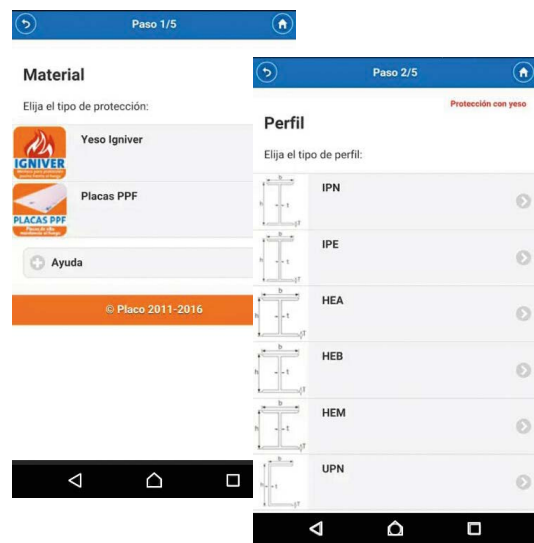 Paso 1/5
Material
Elija el tipo de protección:
IGNIVER
Yeso Igniver
PLACAS PPF
Placas PPF
Ayuda
© Placo 2011-2016
Paso 2/5
Protección con yeso
Perfil
Elija el tipo de perfil:
b
h
t
T
IPN
b
h
t
T
IPE
b
h
t
T
HEA
b
h
t
T
HEB
b
h
t
T
HEM
b
h
t
T
UPN